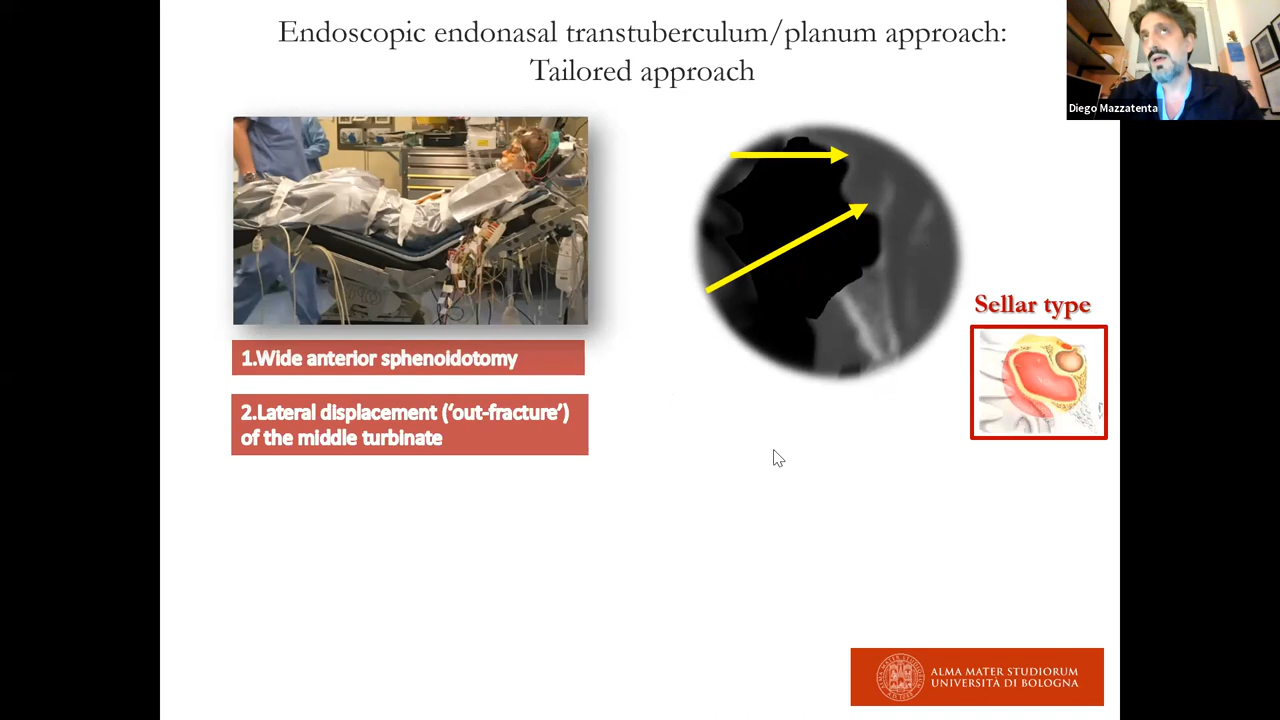 Endoscopic endonasal transtuberculum/planum approach:
Tailored approach
Diego Mazzatenta
Sellar type
1.Wide anterior sphenoidotomy
2.Lateral displacement (‘out-fracture’)
of the middle turbinate
ALMA MATER STUDIORUM
UNIVERSITÀ DI BOLOGNA